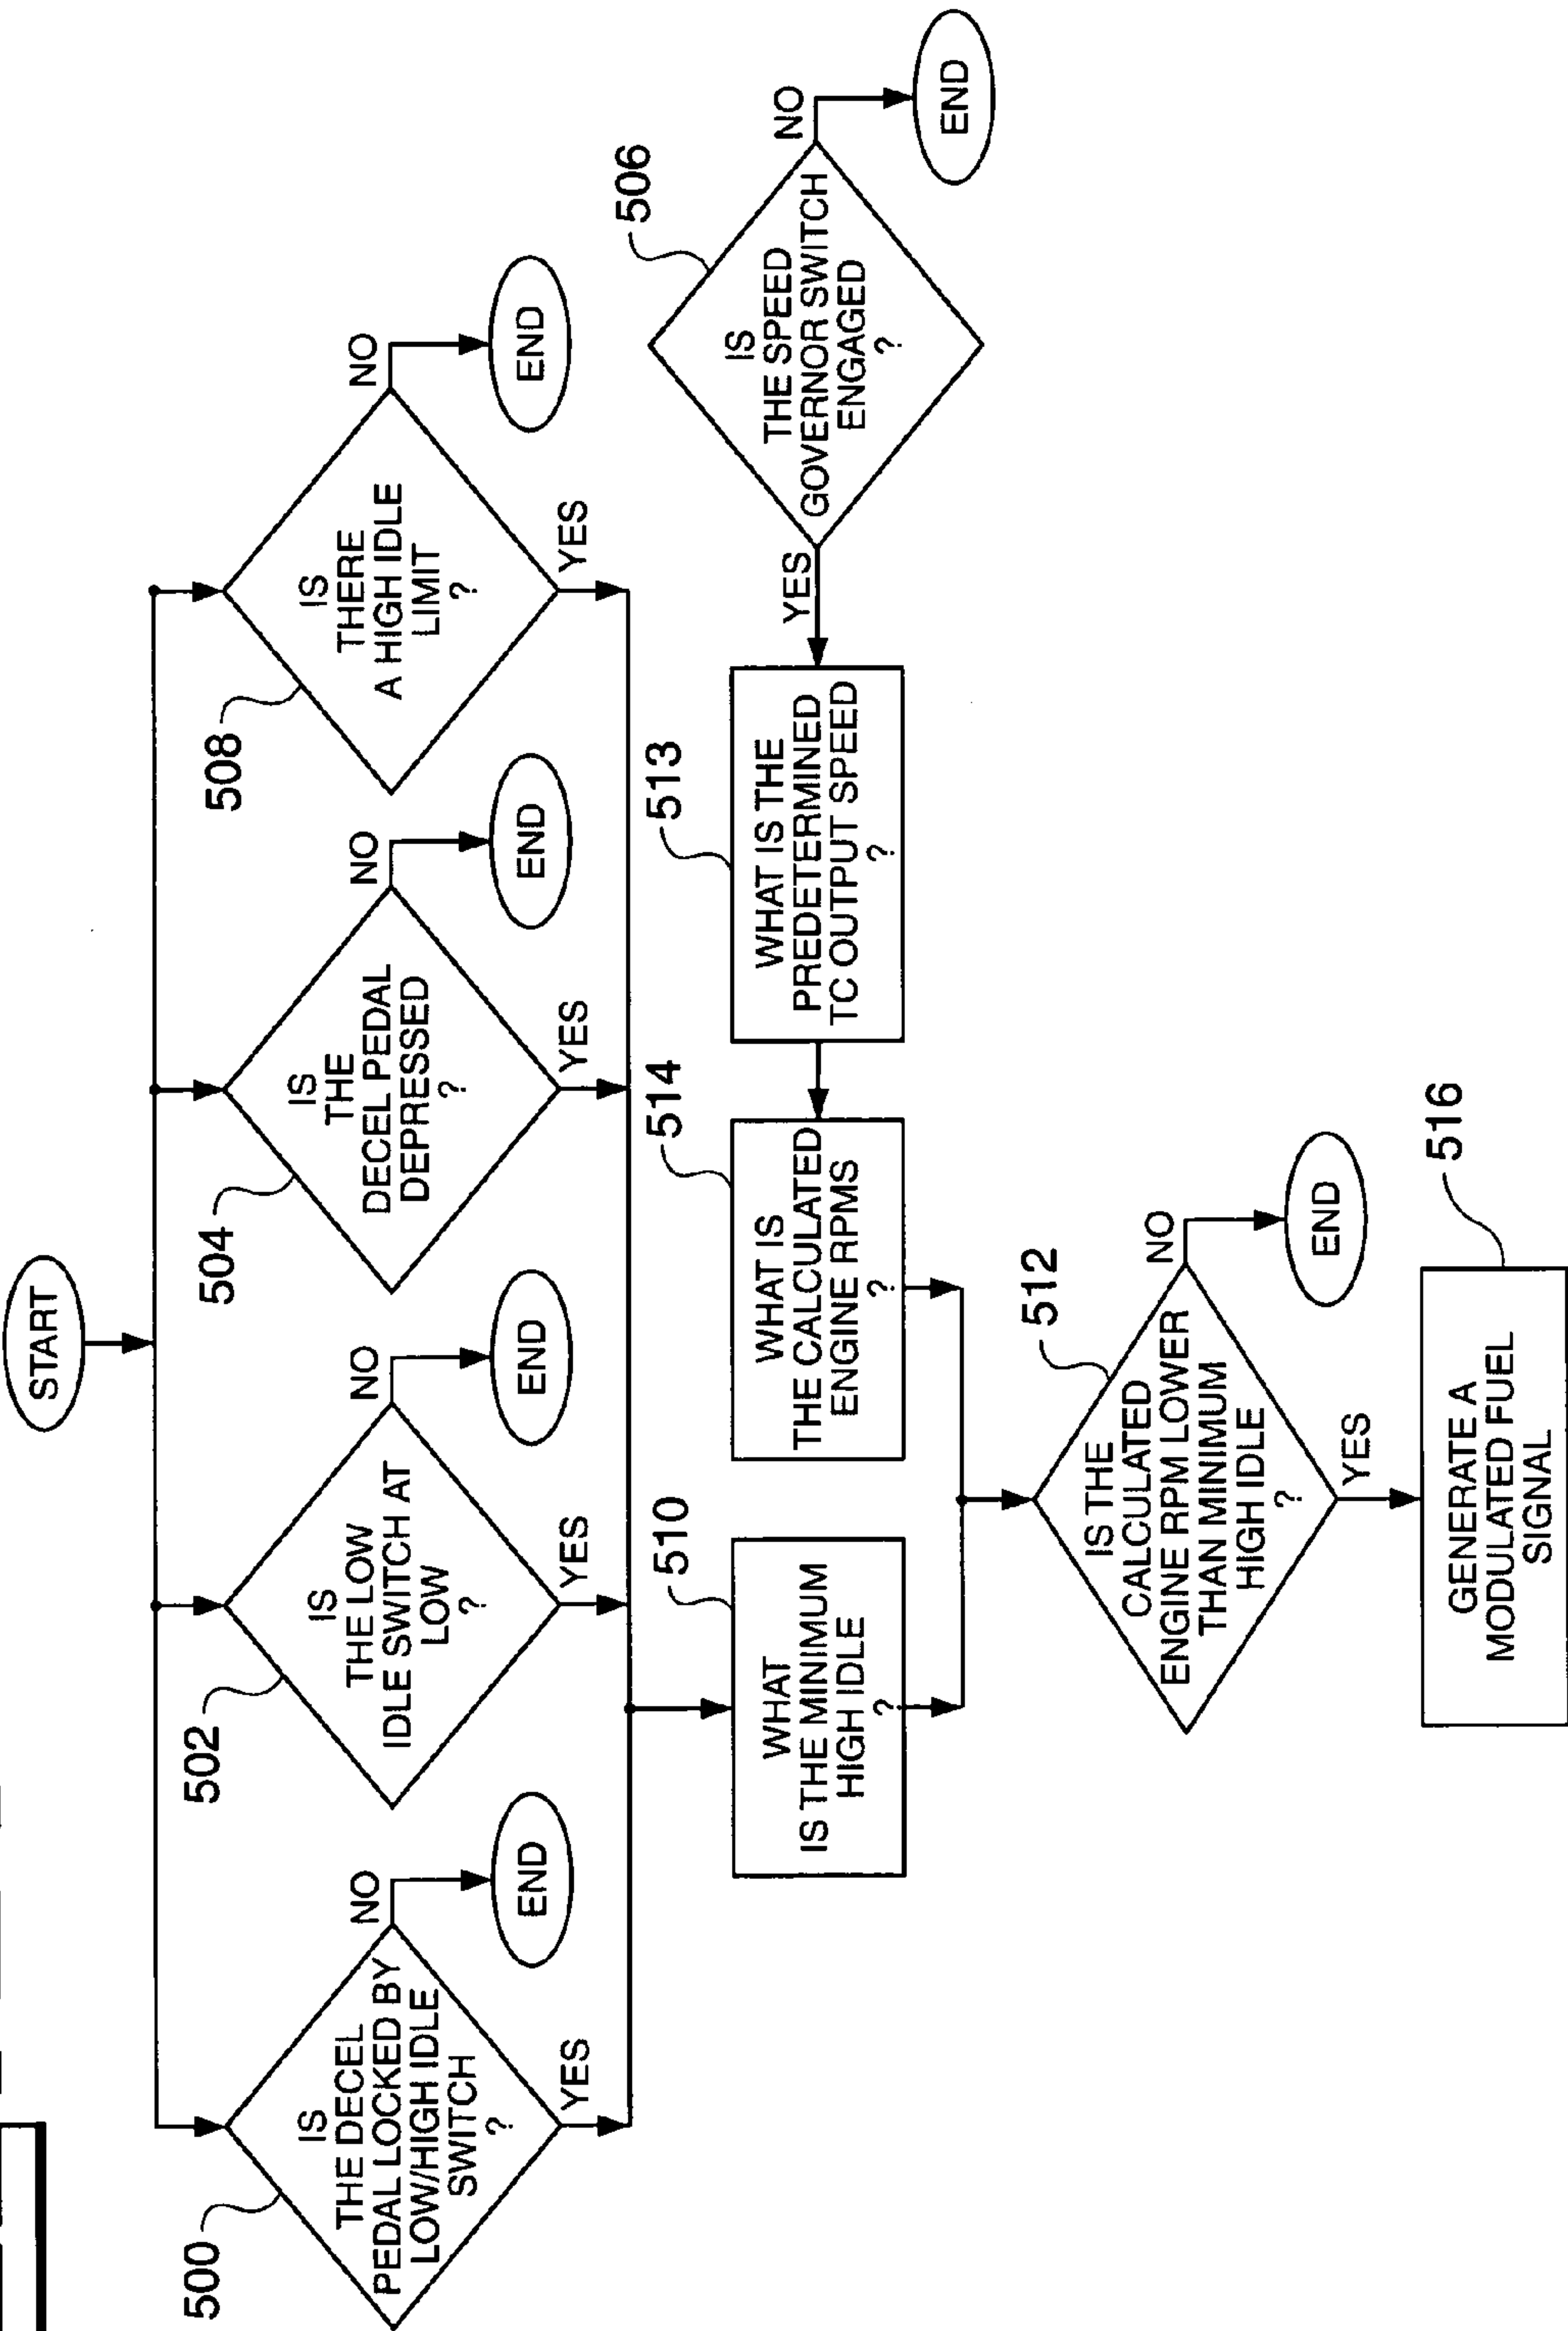 START
500
IS
THE DECEL
PEDAL LOCKED BY
LOW/HIGH IDLE
SWITCH
?
NO
END
YES
502
IS
THE LOW
IDLE SWITCH AT
LOW
?
NO
END
YES
504
IS
THE
DECEL PEDAL
DEPRESSED
?
NO
END
YES
508
IS
THERE
A HIGH IDLE
LIMIT
?
NO
END
YES
510
WHAT
IS THE MINIMUM
HIGH IDLE
?
514
WHAT IS
THE CALCULATED
ENGINE RPMS
?
513
WHAT IS THE
PREDETERMINED
TC OUTPUT SPEED
?
YES
506
IS
THE SPEED
GOVERNOR SWITCH
ENGAGED
?
NO
END
512
IS THE
CALCULATED
ENGINE RPM LOWER
THAN MINIMUM
HIGH IDLE
?
NO
END
YES
516
GENERATE A
MODULATED FUEL
SIGNAL